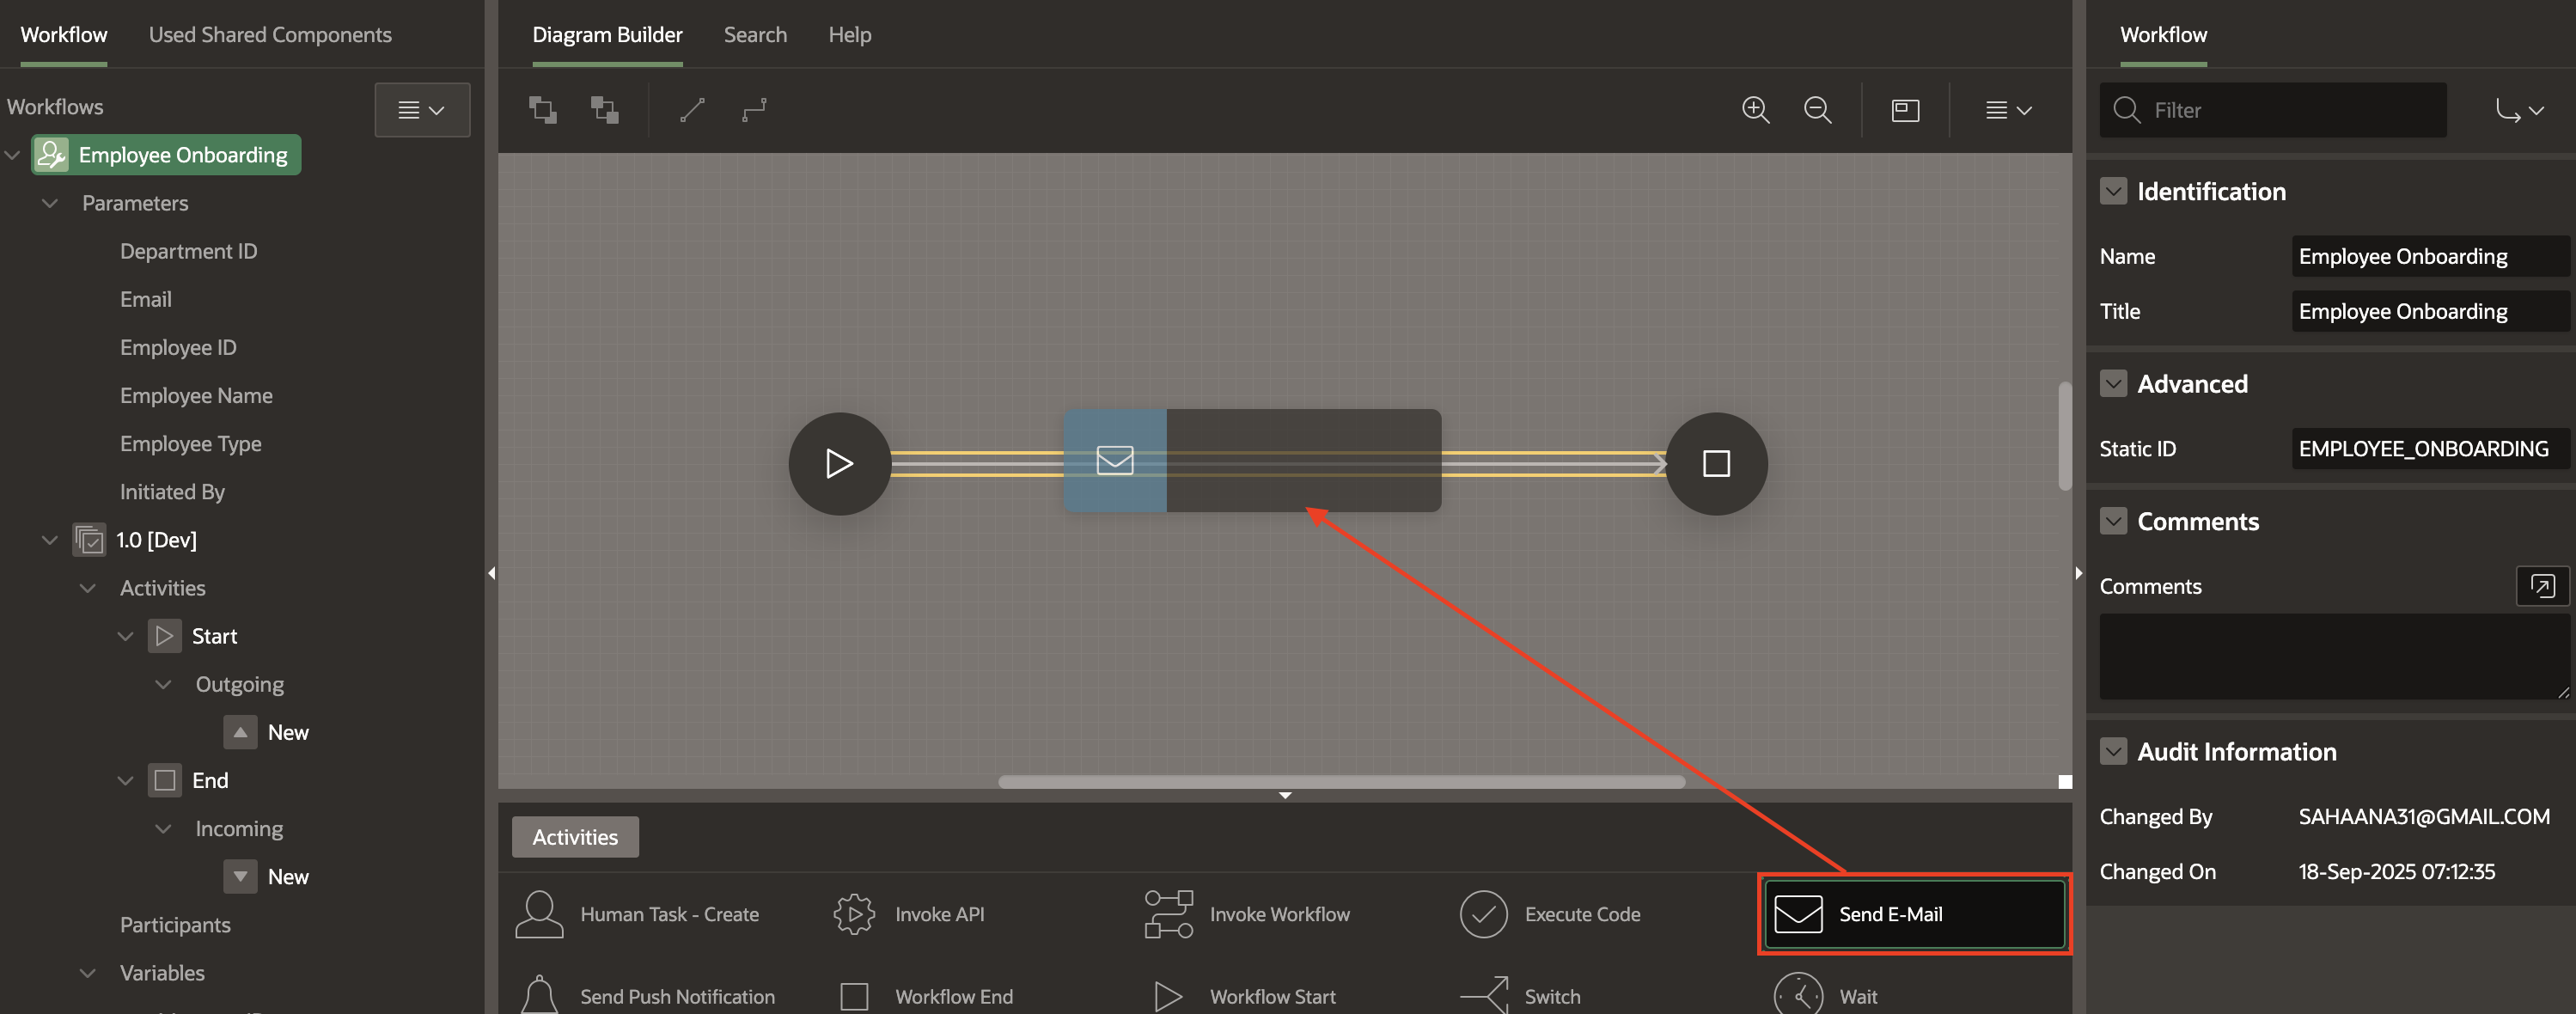 Workflow
Used Shared Components
Workflows
Employee Onboarding
Parameters
Department ID
Email
Employee ID
Employee Name
Employee Type
Initiated By
1.0 [Dev]
Activities
Start
Outgoing
New
End
Incoming
New
Participants
Variables
Diagram Builder
Search
Help
Activities
Human Task - Create
Invoke API
Invoke Workflow
Execute Code
Send E-Mail
Send Push Notification
Workflow End
Workflow Start
Switch
Wait
Workflow
Filter
Identification
Name Employee Onboarding
Title Employee Onboarding
Advanced
Static ID EMPLOYEE_ONBOARDING
Comments
Comments
Audit Information
Changed By SAHAANA31@GMAIL.COM
Changed On 18-Sep-2025 07:12:35